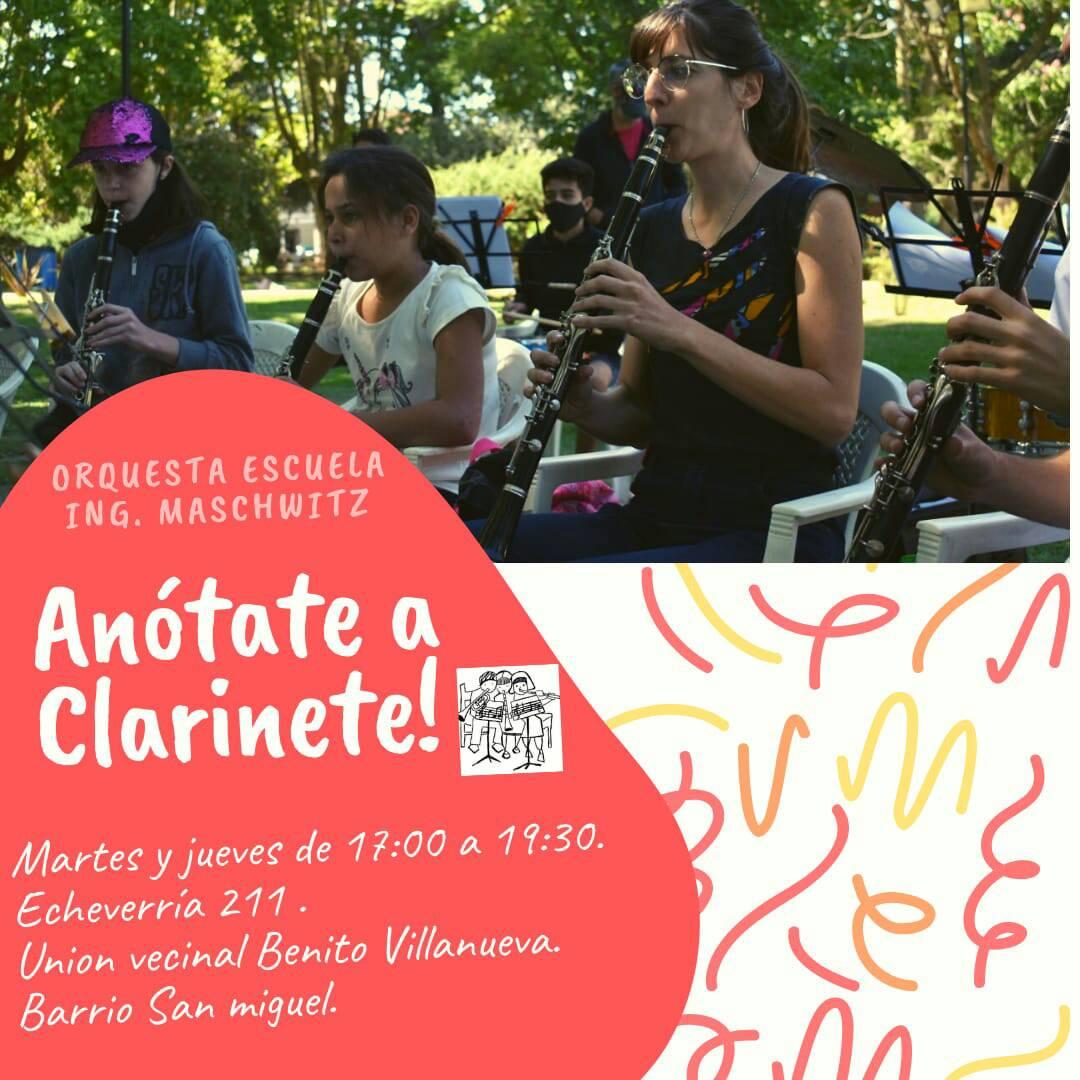 ORQUESTA ESCUELA
ING. MASCHWITZ
Anótate a
Clarinete!
Martes y jueves de 17:00 a 19:30.
Echeverría 211 .
Union vecinal Benito Villanueva.
Barrio San miguel.